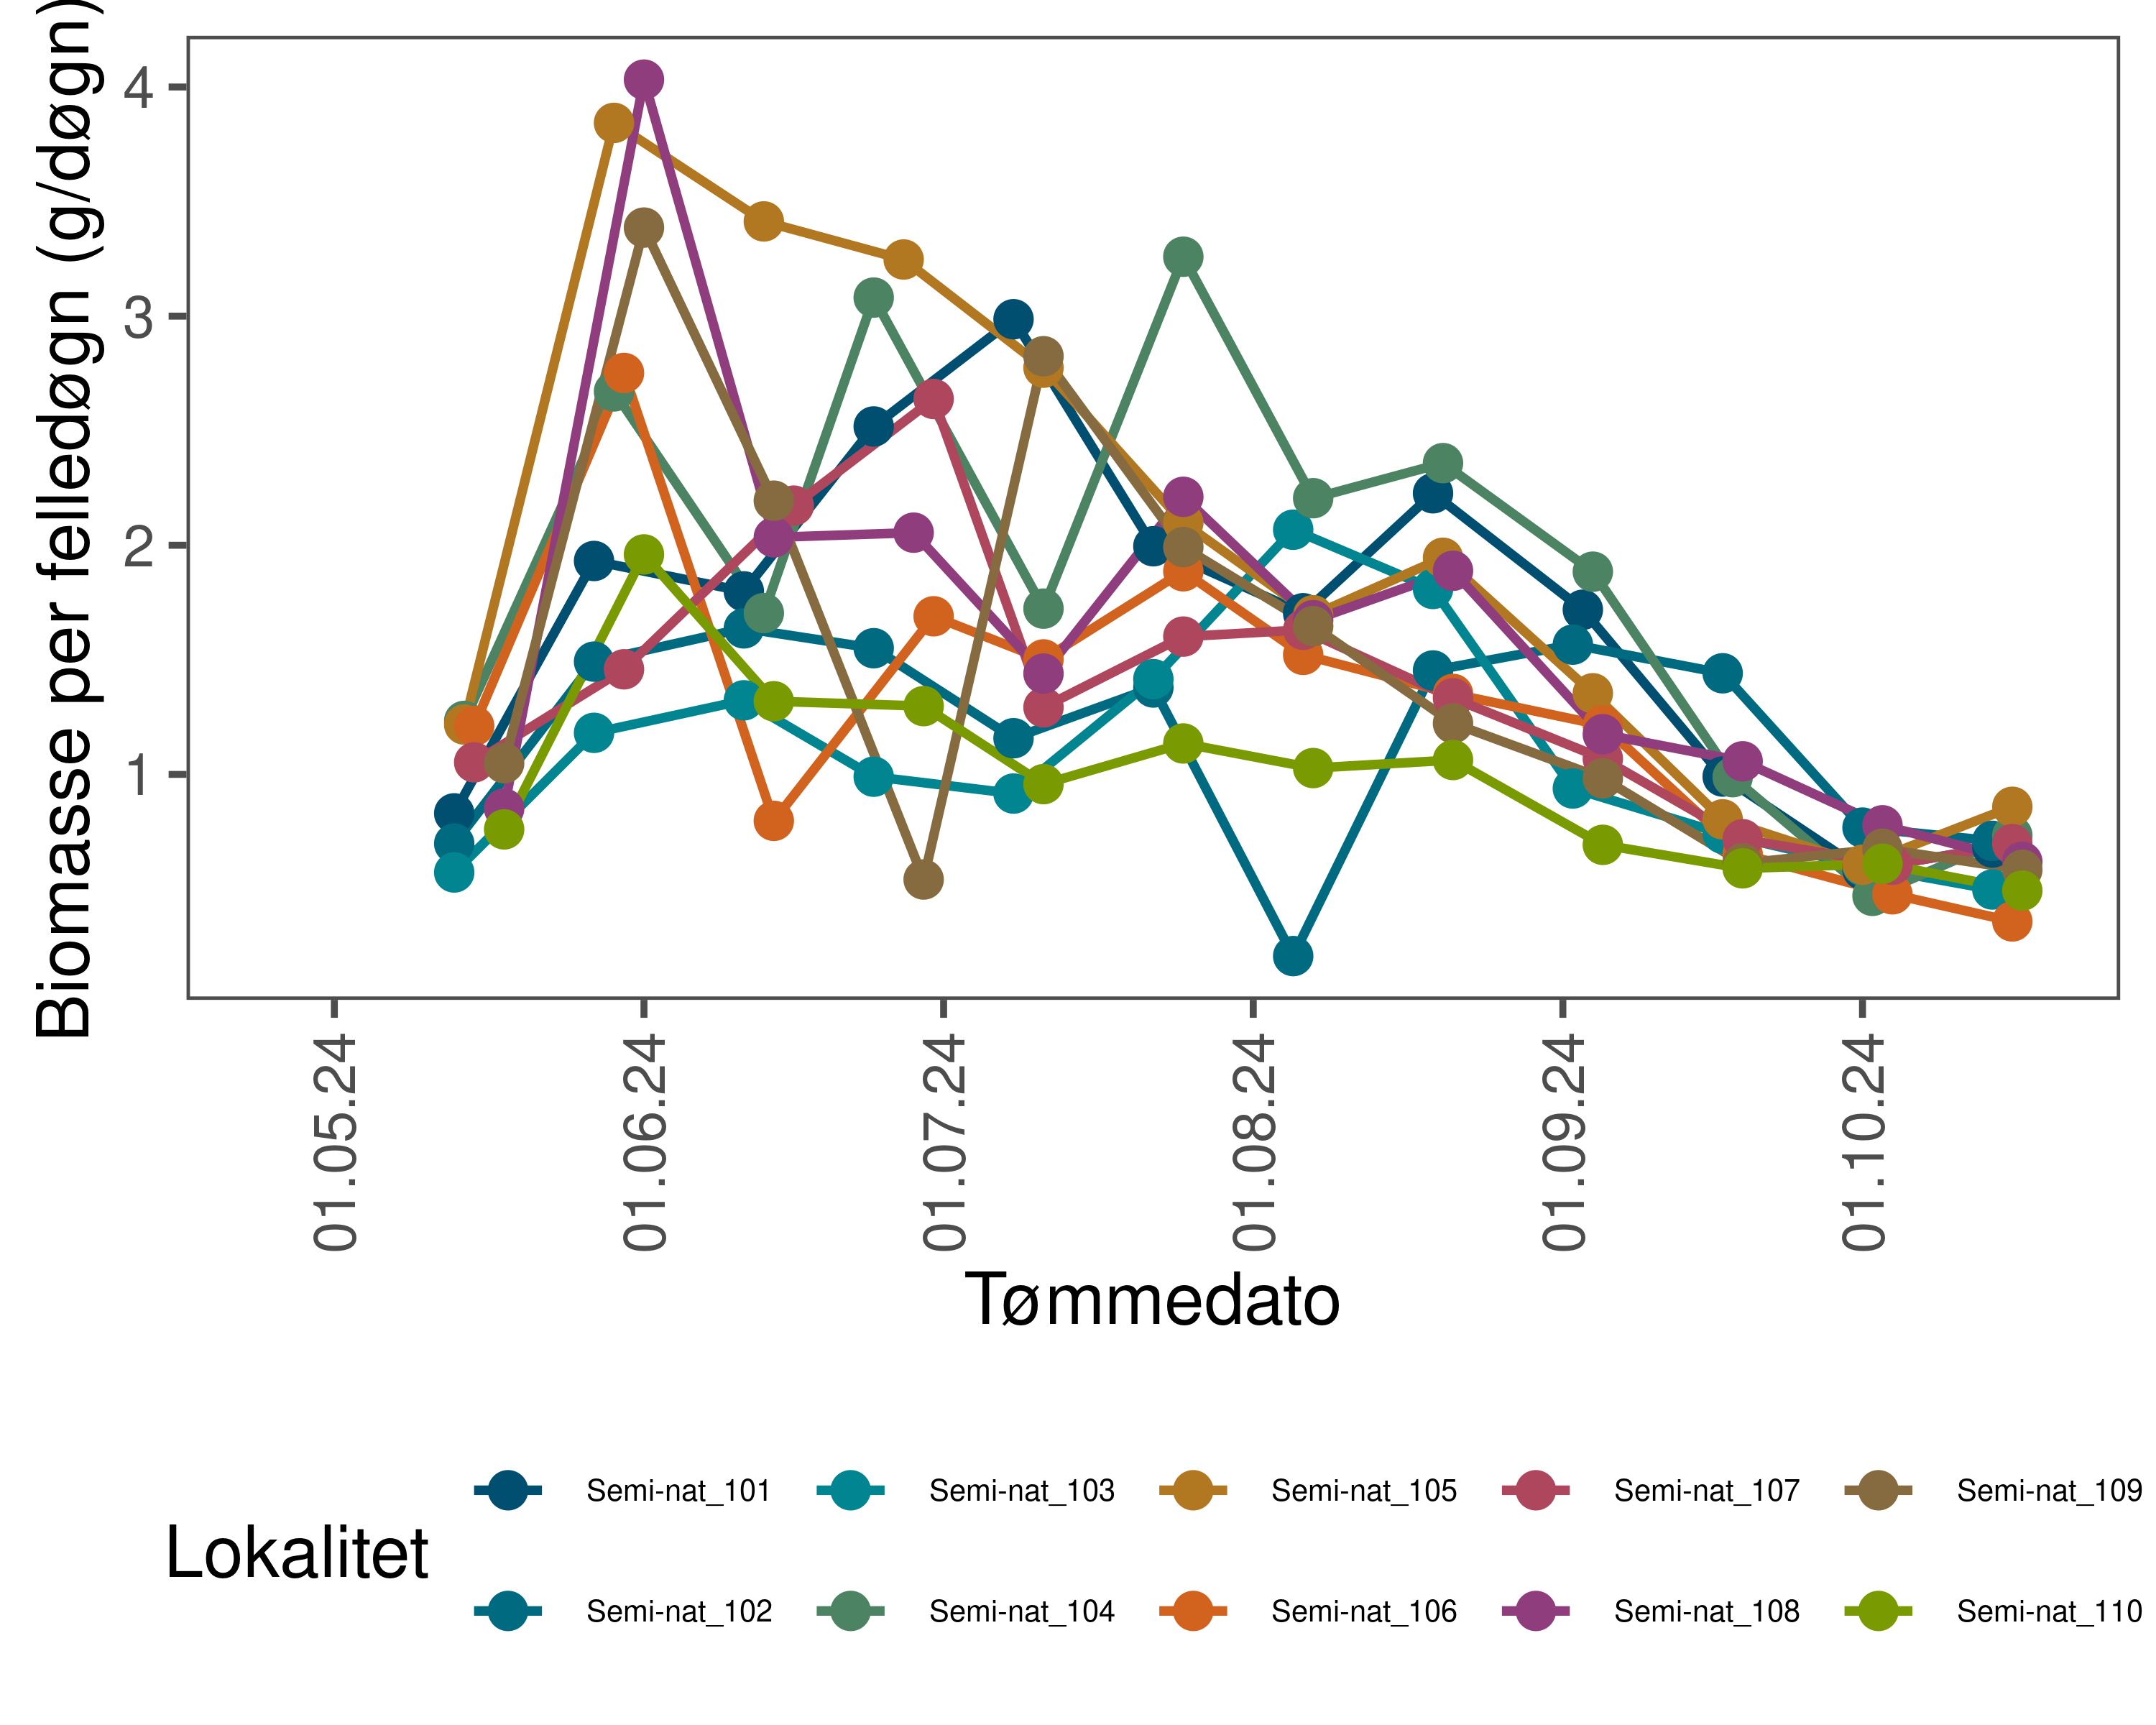 Biomasse per felledøgn (g/døgn)
4
3
2
1
01.05.24
01.06.24
01.07.24
01.08.24
01.09.24
01.10.24
Tømmedato
Lokalitet
Semi-nat_101
Semi-nat_103
Semi-nat_105
Semi-nat_107
Semi-nat_109
Semi-nat_102
Semi-nat_104
Semi-nat_106
Semi-nat_108
Semi-nat_110